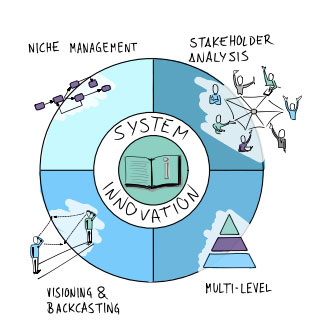 NICHE MANAGEMENT
STAKEHOLDER
ANALYSIS
SYSTEM
INNOVATION
i
VISIONING &
BACKCASTING
MULTI-LEVEL